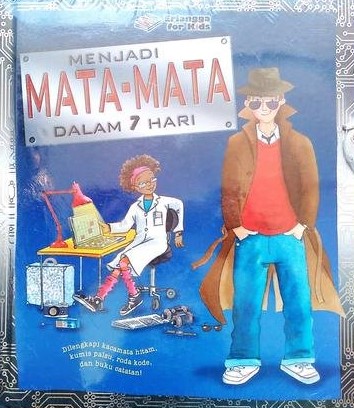 Erlangga
for Kids
MENJADI
MATA-MATA
DALAM 7 HARI
Dilengkapi kacamata hitam,
kumis palsu, roda kode,
dan buku catatan!